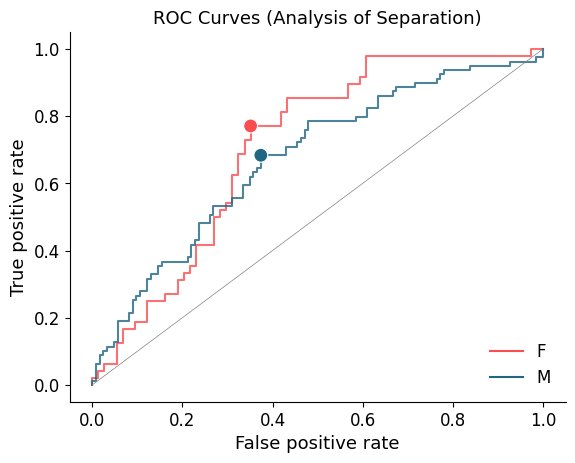 ROC Curves (Analysis of Separation)
True positive rate
1.0
0.8
0.6
0.4
0.2
0.0
F
M
0.0 0.2 0.4 0.6 0.8 1.0
False positive rate